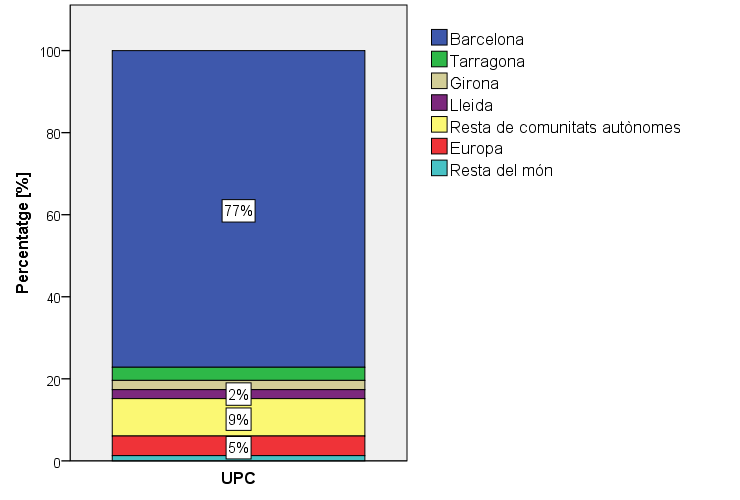 Percentatge [%]
100
80
60
40
20
0
77%
2%
9%
5%
UPC
Barcelona
Tarragona
Girona
Lleida
Resta de comunitats autònomes
Europa
Resta del món